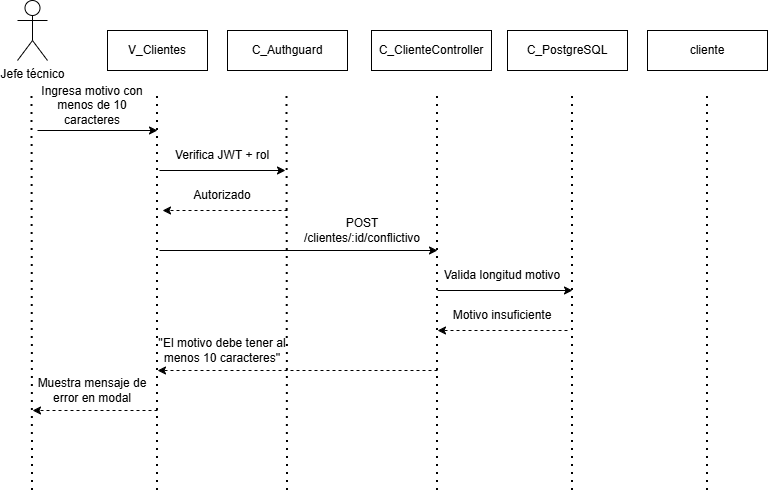 V_Clientes
C_Authguard
C_ClienteController
C_PostgreSQL
cliente
Jefe técnico
Ingresa motivo con
menos de 10
caracteres
Verifica JWT + rol
Autorizado
POST
/clientes/:id/conflictivo
Valida longitud motivo
Motivo insuficiente
"El motivo debe tener al
menos 10 caracteres"
Muestra mensaje de
error en modal